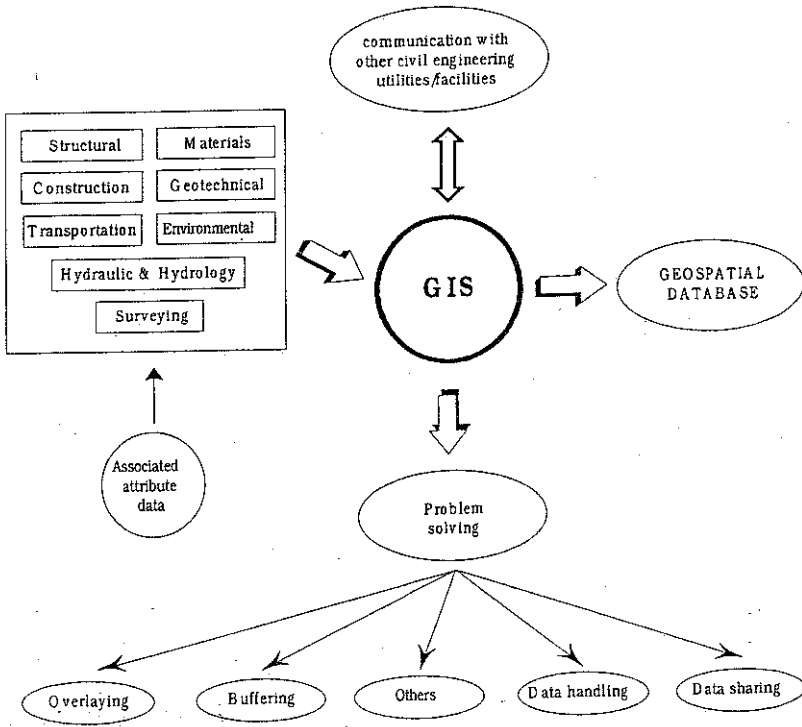 communication with
other civil engineering
utilities/facilities
Structural
Materials
Construction
Geotechnical
Transportation
Environmental
Hydraulic & Hydrology
Surveying
GIS
GEOSPATIAL
DATABASE
Associated
attribute
data
Problem
solving
Overlaying
Buffering
Others
Data handling
Data sharing